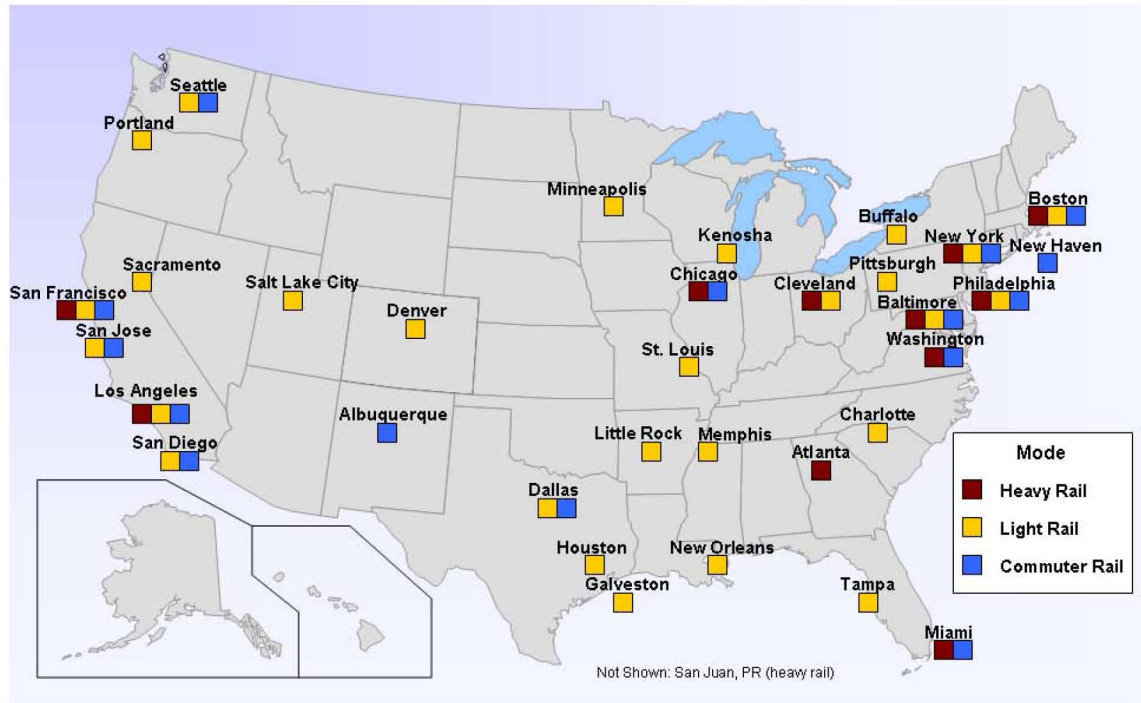 Seattle
Portland
Minneapolis
Boston
Buffalo
New York
Kenosha
New Haven
Sacramento
Pittsburgh
Salt Lake City
Chicago
Cleveland
Philadelphia
San Francisco
Denver
Baltimore
San Jose
Washington
St. Louis
Los Angeles
Albuquerque
Charlotte
Little Rock
Memphis
San Diego
Atlanta
Mode
Heavy Rail
Dallas
Light Rail
Houston
New Orleans
Commuter Rail
Galveston
Tampa
Miami
Not Shown: San Juan, PR (heavy rail)